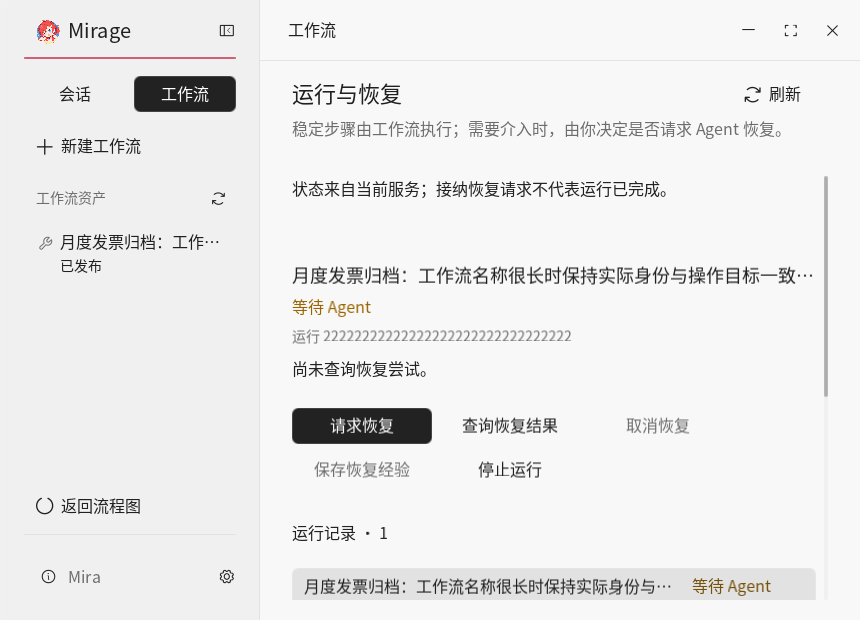 Mirage
会话
工作流
新建工作流
工作流资产
月度发票归档：工作…
已发布
返回流程图
Mira
工作流
运行与恢复
刷新
稳定步骤由工作流执行；需要介入时，由你决定是否请求 Agent 恢复。
状态来自当前服务；接纳恢复请求不代表运行已完成。
月度发票归档：工作流名称很长时保持实际身份与操作目标一致…
等待 Agent
运行 22222222222222222222222222222222
尚未查询恢复尝试。
请求恢复
查询恢复结果
取消恢复
保存恢复经验
停止运行
运行记录 · 1
月度发票归档：工作流名称很长时保持实际身份与…
等待 Agent